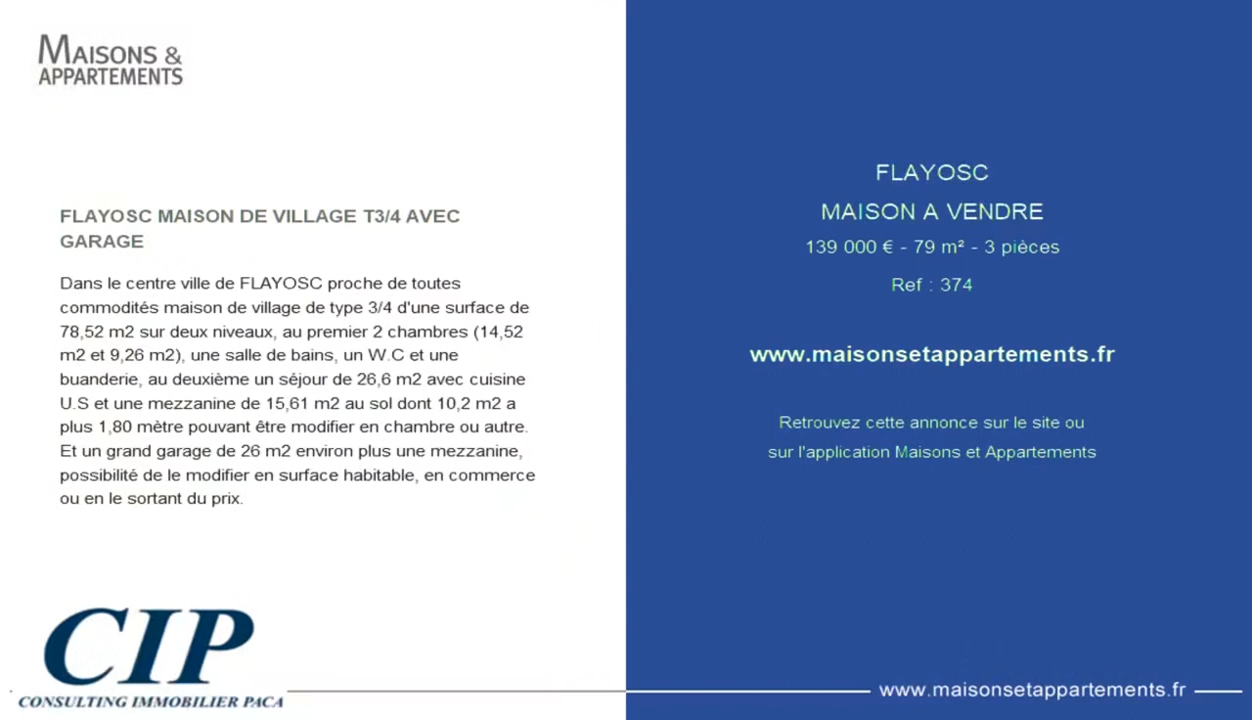 MAISONS &
APPARTEMENTS
FLAYOSC MAISON DE VILLAGE T3/4 AVEC
GARAGE
Dans le centre ville de FLAYOSC proche de toutes
commodités maison de village de type 3/4 d'une surface de
78,52 m2 sur deux niveaux, au premier 2 chambres (14,52
m2 et 9,26 m2), une salle de bains, un W.C et une
buanderie, au deuxième un séjour de 26,6 m2 avec cuisine
U.S et une mezzanine de 15,61 m2 au sol dont 10,2 m2 a
plus 1,80 mètre pouvant être modifier en chambre ou autre.
Et un grand garage de 26 m2 environ plus une mezzanine,
possibilité de le modifier en surface habitable, en commerce
ou en le sortant du prix.
CIP
CONSULTING IMMOBILIER PACA
FLAYOSC
MAISON A VENDRE
139 000 € - 79 m² - 3 pièces
Ref : 374
www.maisonsetappartements.fr
Retrouvez cette annonce sur le site ou
sur l'application Maisons et Appartements
www.maisonsetappartements.fr